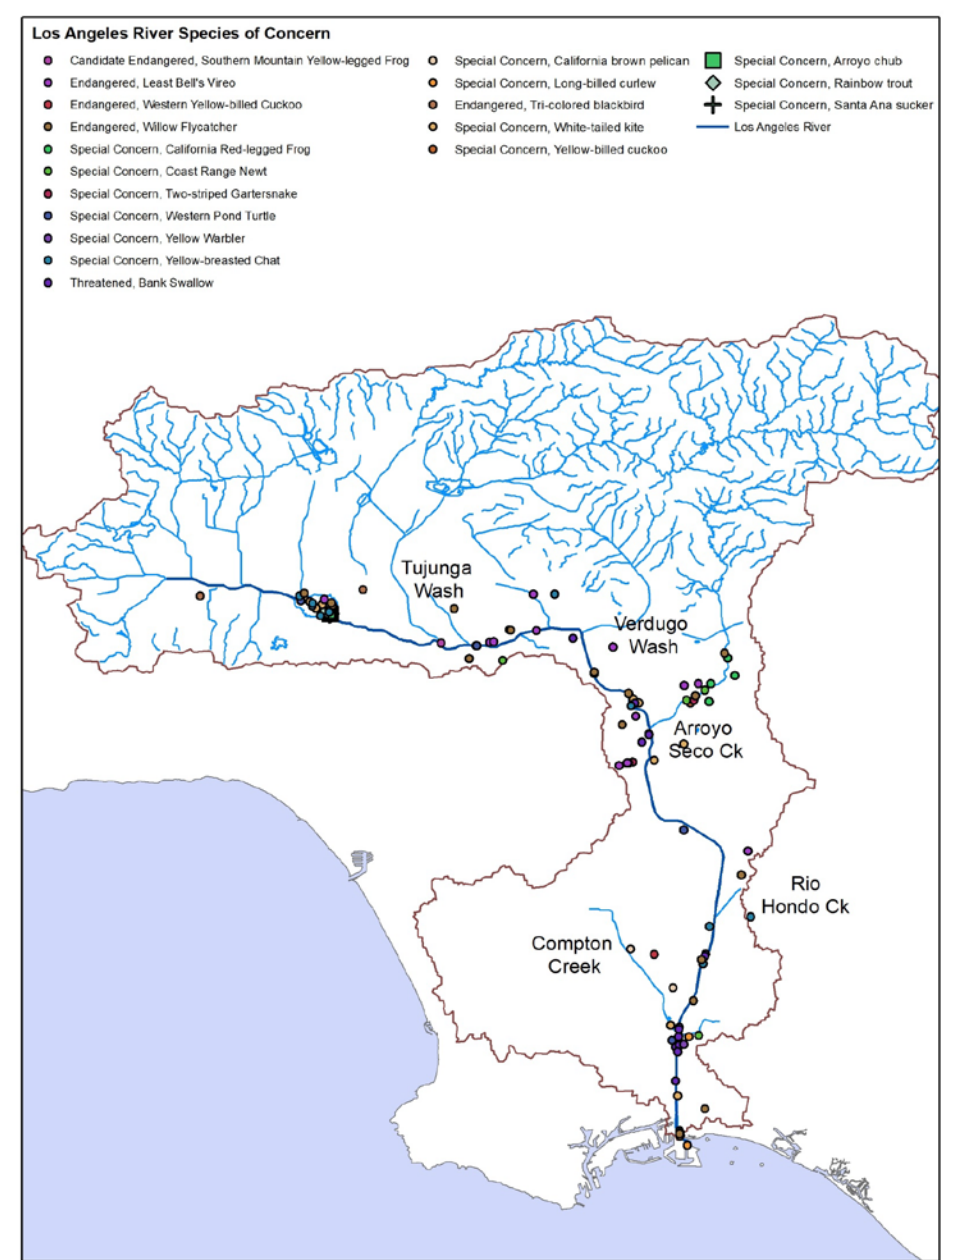 Los Angeles River Species of Concern
Candidate Endangered, Southern Mountain Yellow-legged Frog
Endangered, Least Bell's Vireo
Endangered, Western Yellow-billed Cuckoo
Endangered, Willow Flycatcher
Special Concern, California Red-legged Frog
Special Concern, Coast Range Newt
Special Concern, Two-striped Gartersnake
Special Concern, Western Pond Turtle
Special Concern, Yellow Warbler
Special Concern, Yellow-breasted Chat
Threatened, Bank Swallow
Special Concern, California brown pelican
Special Concern, Long-billed curlew
Endangered, Tri-colored blackbird
Special Concern, White-tailed kite
Special Concern, Yellow-billed cuckoo
Special Concern, Arroyo chub
Special Concern, Rainbow trout
Special Concern, Santa Ana sucker
Los Angeles River
Tujunga
Wash
Verdugo
Wash
Arroyo
Seco Ck
Rio
Hondo Ck
Compton
Creek